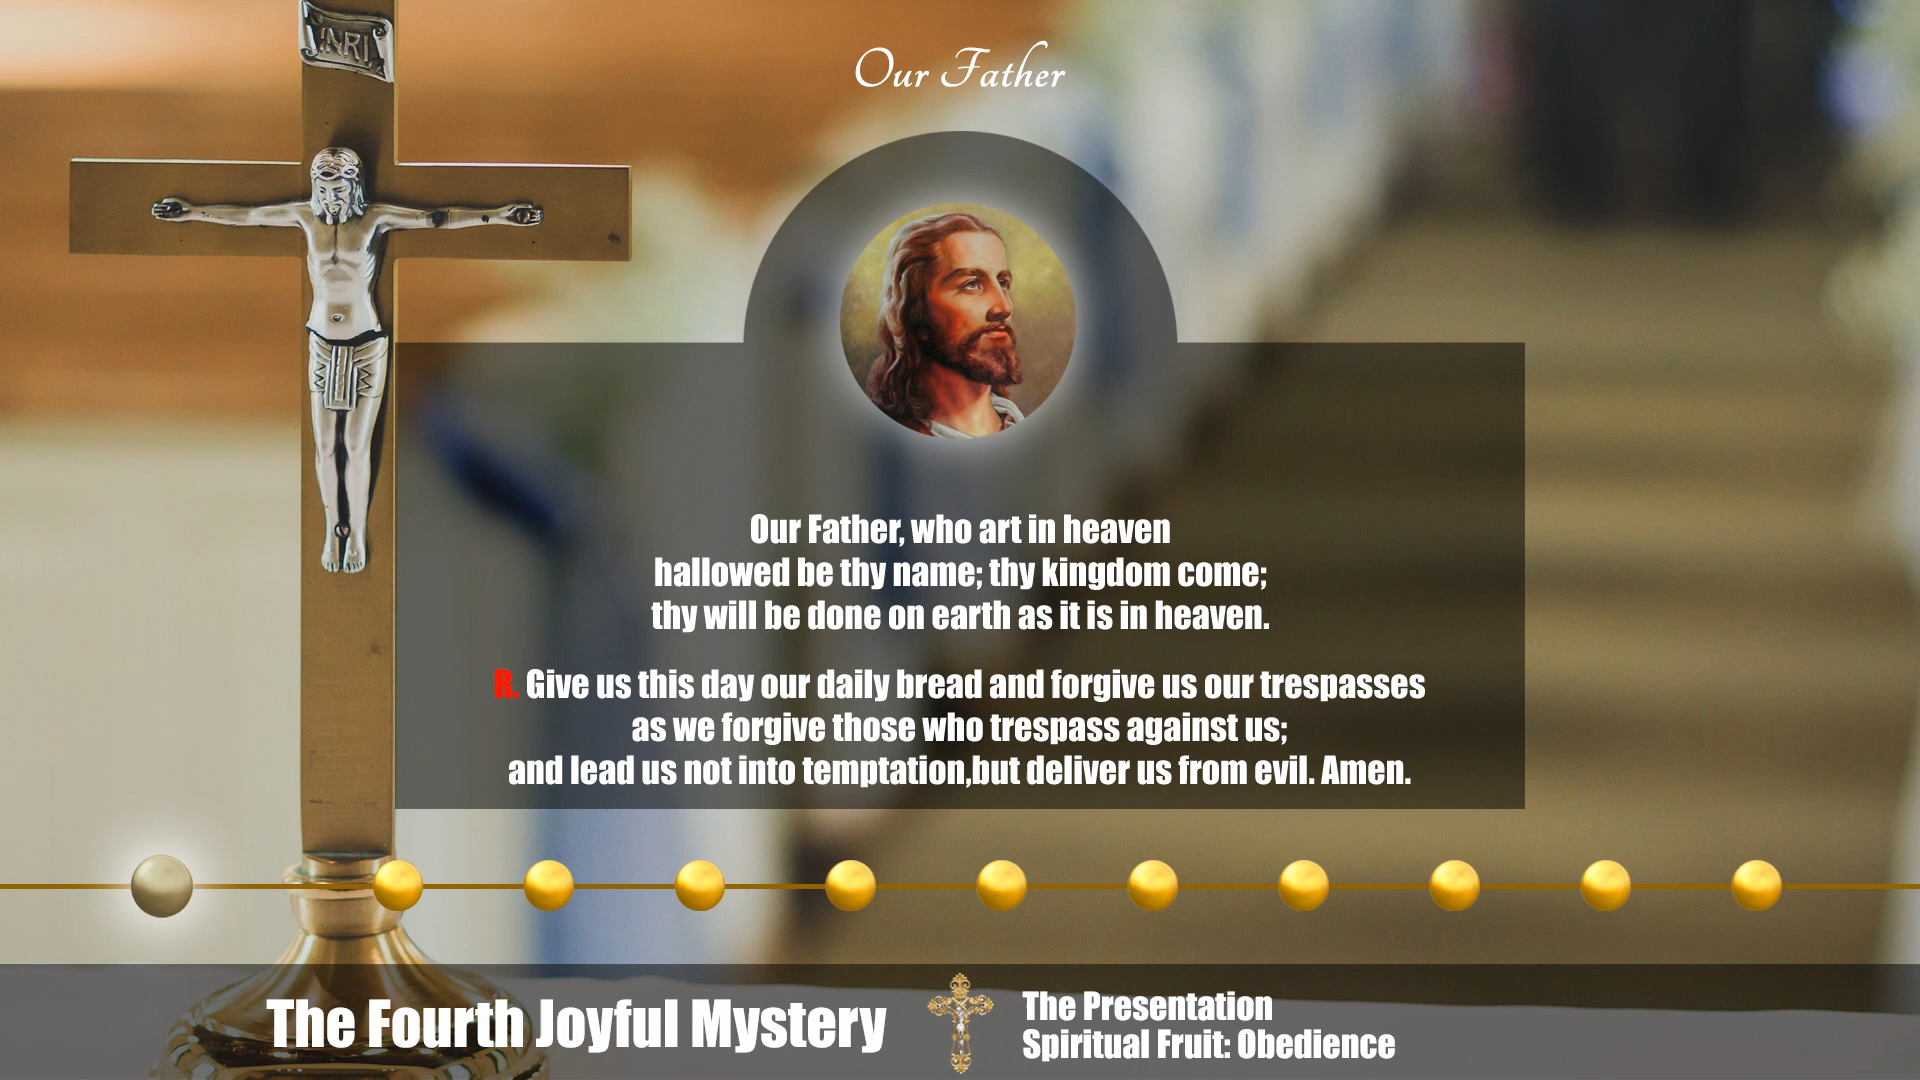 INRI
Our Father
Our Father, who art in heaven
hallowed be thy name; thy kingdom come;
thy will be done on earth as it is in heaven.
R. Give us this day our daily bread and forgive us our trespasses
as we forgive those who trespass against us;
and lead us not into temptation,but deliver us from evil. Amen.
The Fourth Joyful Mystery
The Presentation
Spiritual Fruit: Obedience